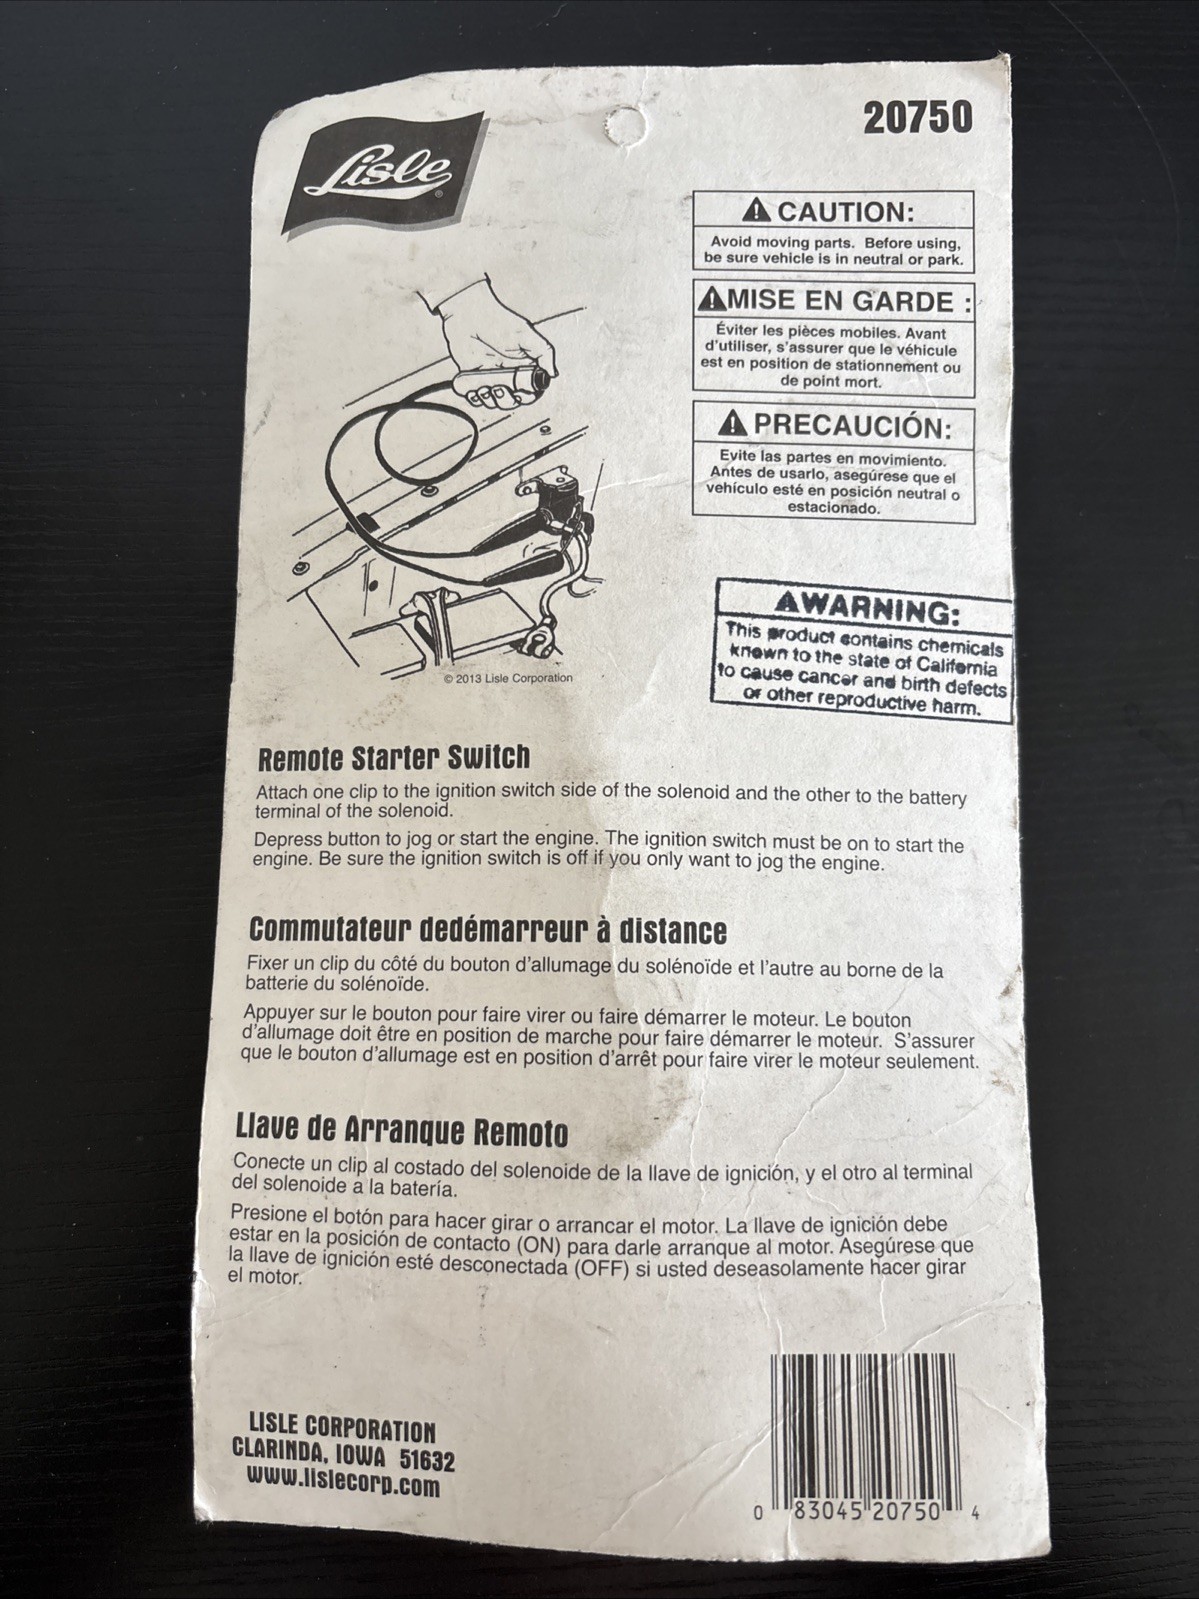 Lisle®
20750
⚠ CAUTION:
Avoid moving parts. Before using,
be sure vehicle is in neutral or park.
⚠MISE EN GARDE :
Éviter les pièces mobiles. Avant
d'utiliser, s'assurer que le véhicule
est en position de stationnement ou
de point mort.
⚠ PRECAUCIÓN:
Evite las partes en movimiento.
Antes de usarlo, asegúrese que el
vehículo esté en posición neutral o
estacionado.
⚠WARNING:
This product contains chemicals
known to the state of California
to cause cancer and birth defects
or other reproductive harm.
© 2013 Lisle Corporation
Remote Starter Switch
Attach one clip to the ignition switch side of the solenoid and the other to the battery
terminal of the solenoid.
Depress button to jog or start the engine. The ignition switch must be on to start the
engine. Be sure the ignition switch is off if you only want to jog the engine.
Commutateur dedémarreur à distance
Fixer un clip du côté du bouton d'allumage du solénoïde et l'autre au borne de la
batterie du solénoïde.
Appuyer sur le bouton pour faire virer ou faire démarrer le moteur. Le bouton
d'allumage doit être en position de marche pour faire démarrer le moteur. S'assurer
que le bouton d'allumage est en position d'arrêt pour faire virer le moteur seulement.
Llave de Arranque Remoto
Conecte un clip al costado del solenoide de la llave de ignición, y el otro al terminal
del solenoide a la batería.
Presione el botón para hacer girar o arrancar el motor. La llave de ignición debe
estar en la posición de contacto (ON) para darle arranque al motor. Asegúrese que
la llave de ignición esté desconectada (OFF) si usted deseasolamente hacer girar
el motor.
LISLE CORPORATION
CLARINDA, IOWA 51632
www.lislecorp.com
0 83045 20750 4